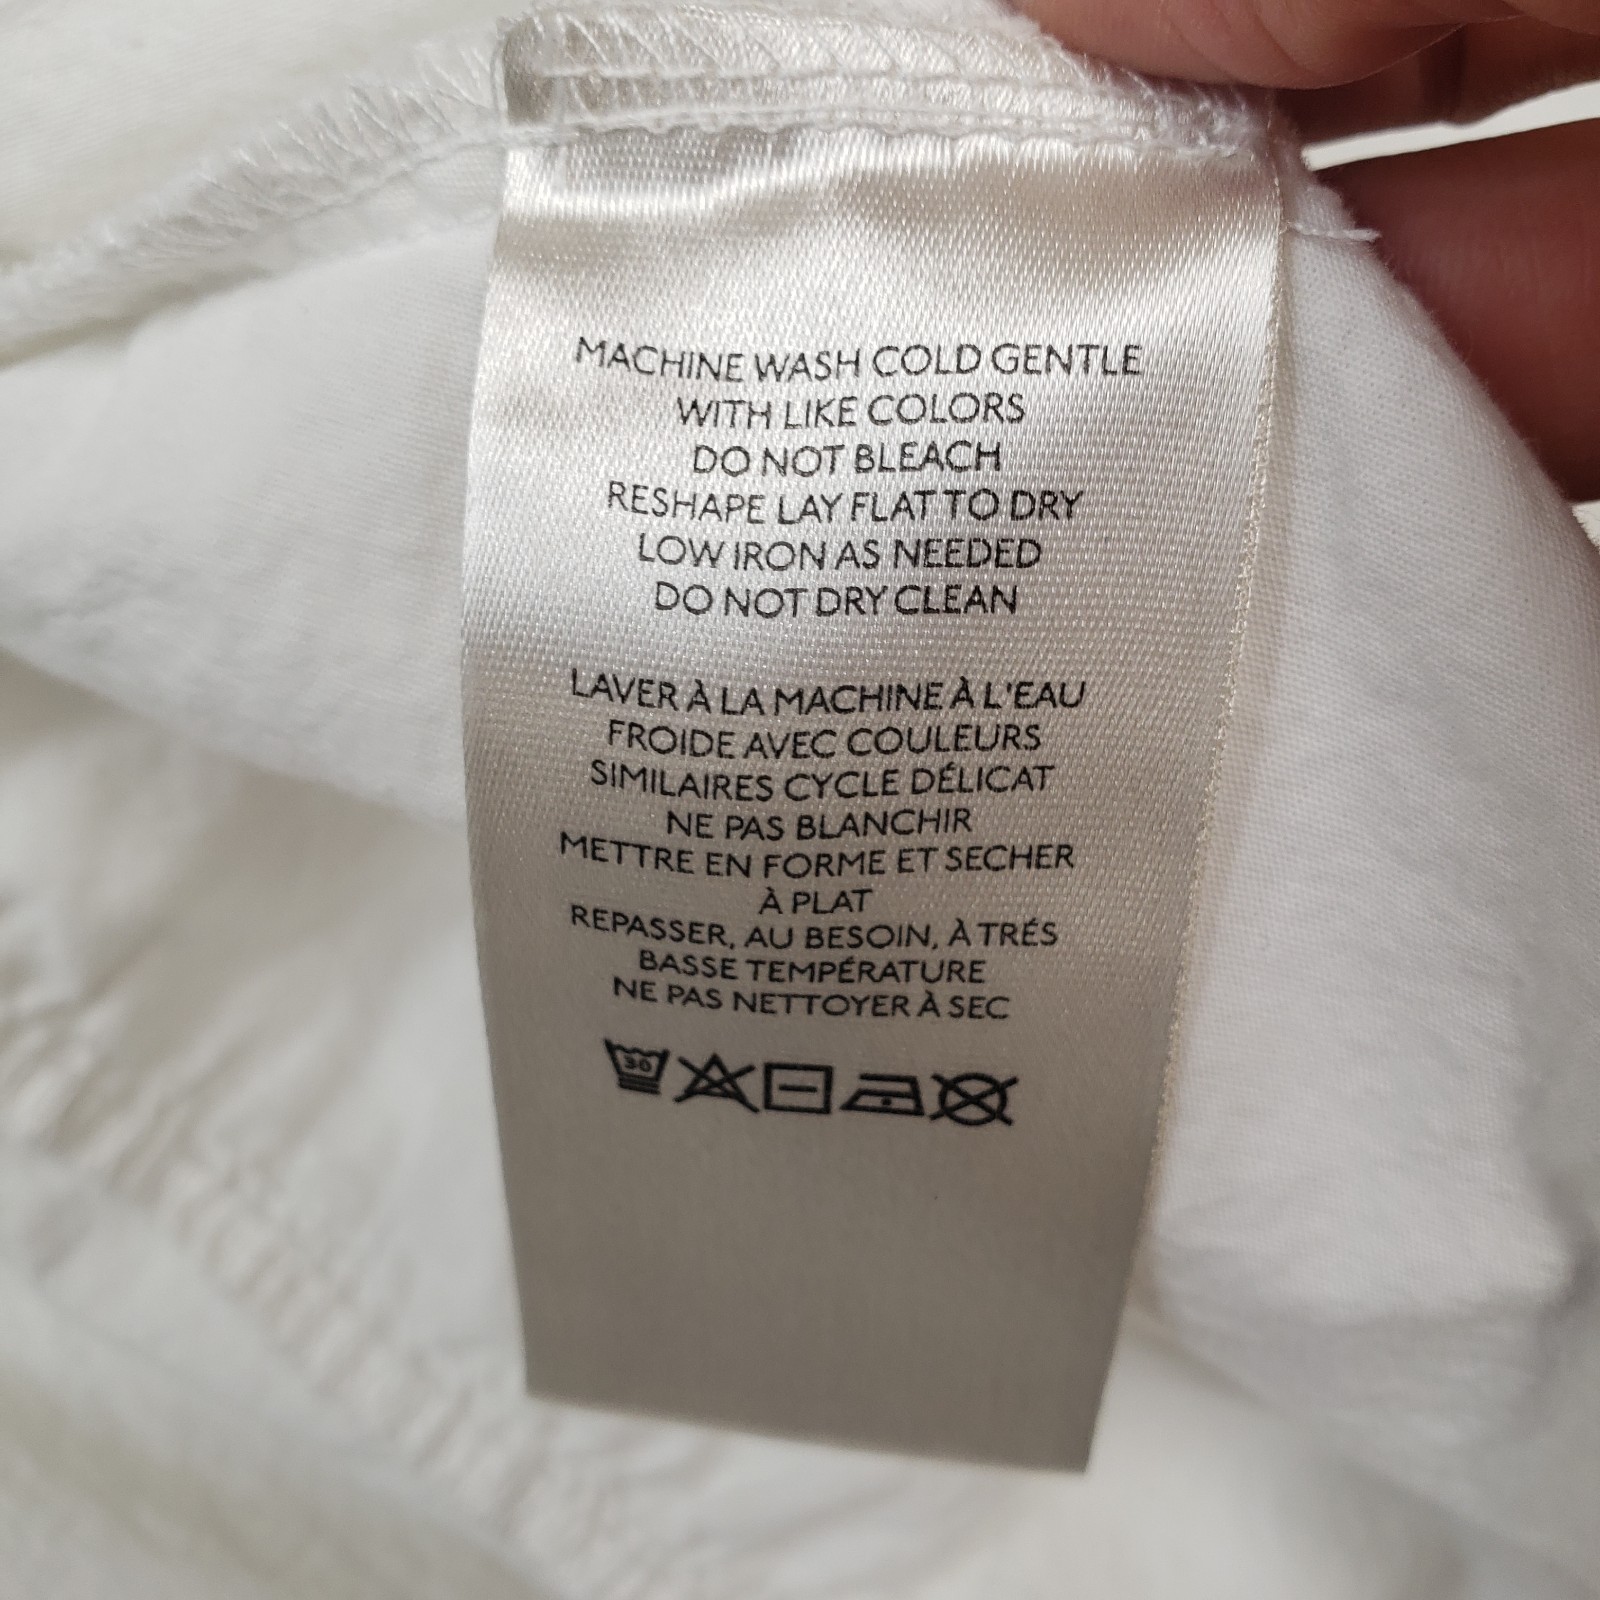 MACHINE WASH COLD GENTLE
WITH LIKE COLORS
DO NOT BLEACH
RESHAPE LAY FLAT TO DRY
LOW IRON AS NEEDED
DO NOT DRY CLEAN
LAVER À LA MACHINE À L'EAU
FROIDE AVEC COULEURS
SIMILAIRES CYCLE DÉLICAT
NE PAS BLANCHIR
METTRE EN FORME ET SECHER
À PLAT
REPASSER, AU BESOIN, À TRÉS
BASSE TEMPÉRATURE
NE PAS NETTOYER À SEC
30